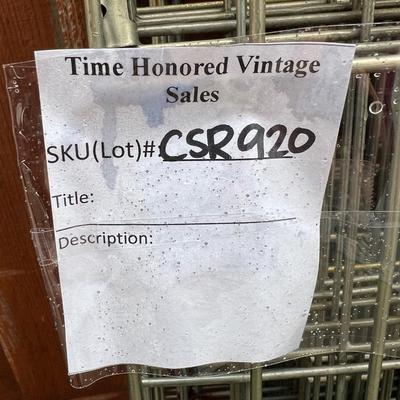 Time Honored Vintage
Sales
SKU(Lot)#CSR920
Title:
Description: